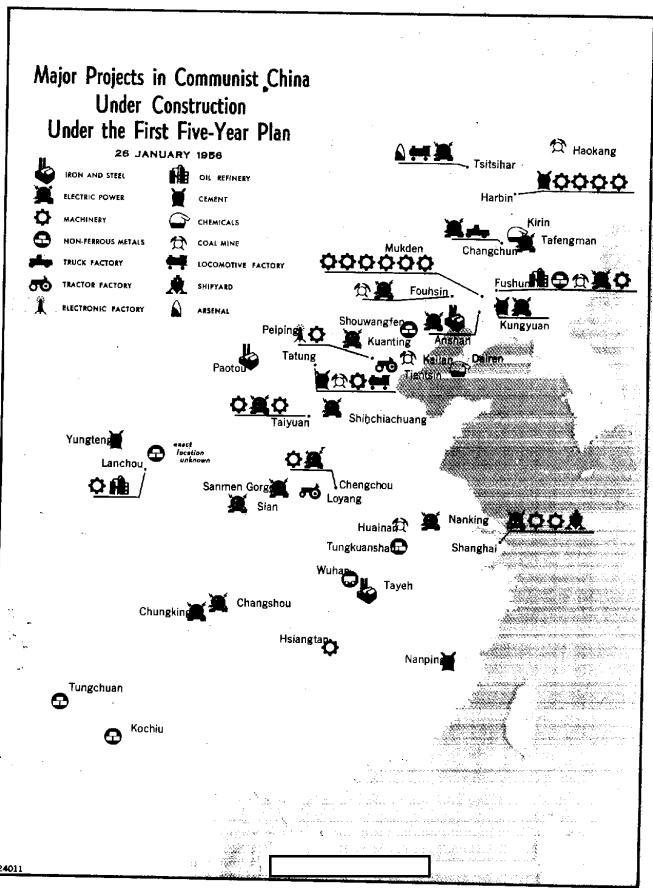 Major Projects in Communist China
Under Construction
Under the First Five-Year Plan
26 JANUARY 1956
IRON AND STEEL
OIL REFINERY
ELECTRIC POWER
CEMENT
MACHINERY
CHEMICALS
NON-FERROUS METALS
COAL MINE
TRUCK FACTORY
LOCOMOTIVE FACTORY
TRACTOR FACTORY
SHIPYARD
ELECTRONIC FACTORY
ARSENAL
Haokang
Tsitsihar
Harbin
Kirin
Tafengman
Changchun
Mukden
Fushun
Fouhsin
Kungyuan
Shouwangfen
Anshan
Peiping
Kuanting
Tatung
Kailan
Dairen
Paotou
Tientsin
Taiyuan
Shihchiachuang
Yungteng
exact
location
unknown
Lanchou
Chengchou
Sanmen Gorg
Loyang
Sian
Nanking
Huainan
Tungkuanshan
Shanghai
Wuhan
Tayeh
Changshou
Chungking
Hsiangtan
Nanping
Tungchuan
Kochiu
24011